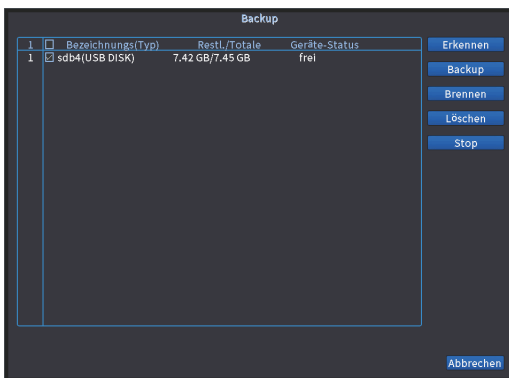 Backup
1 Bezeichnungs(Typ) Restl./Totale Geräte-Status
1 sdb4(USB DISK) 7.42 GB/7.45 GB frei
Erkennen
Backup
Brennen
Löschen
Stop
Abbrechen